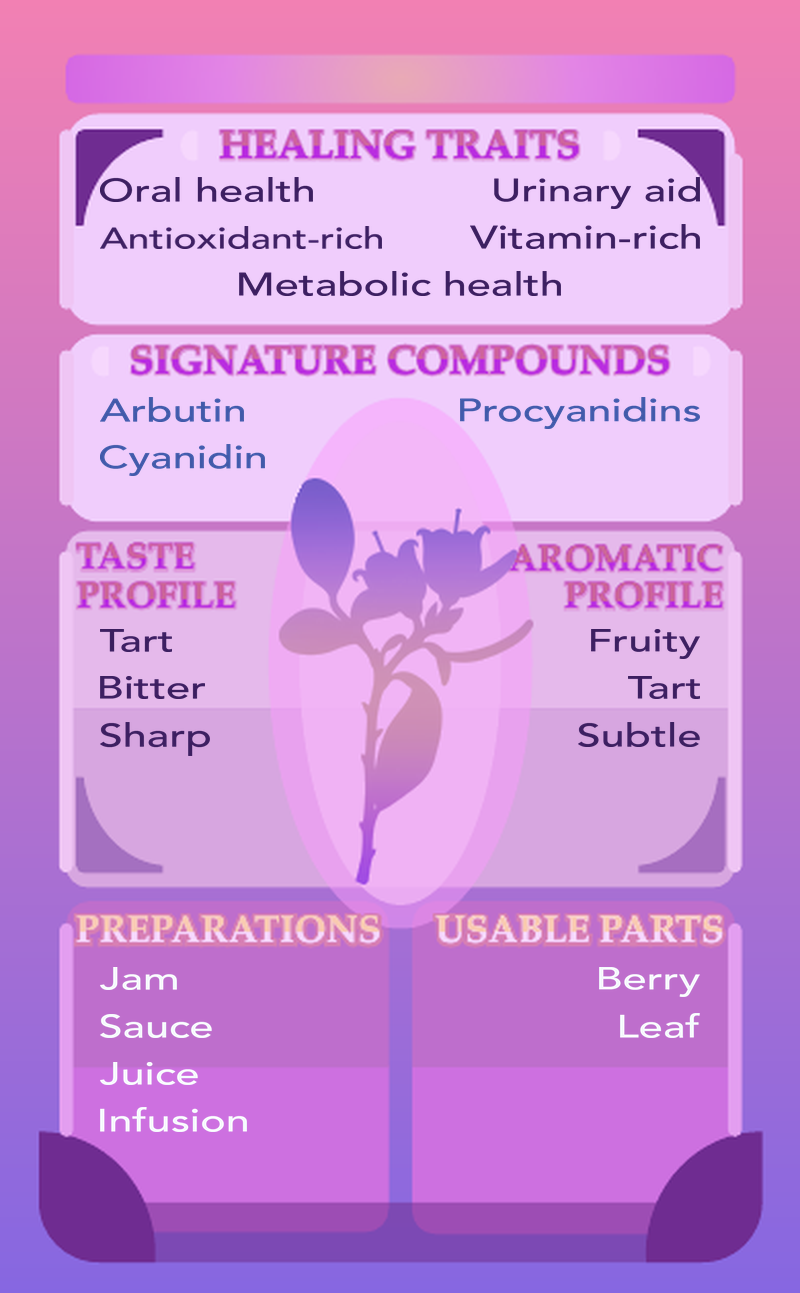 HEALING TRAITS
Oral health
Urinary aid
Antioxidant-rich
Vitamin-rich
Metabolic health
SIGNATURE COMPOUNDS
Arbutin
Procyanidins
Cyanidin
TASTE
PROFILE
Tart
Bitter
Sharp
AROMATIC
PROFILE
Fruity
Tart
Subtle
PREPARATIONS
Jam
Sauce
Juice
Infusion
USABLE PARTS
Berry
Leaf